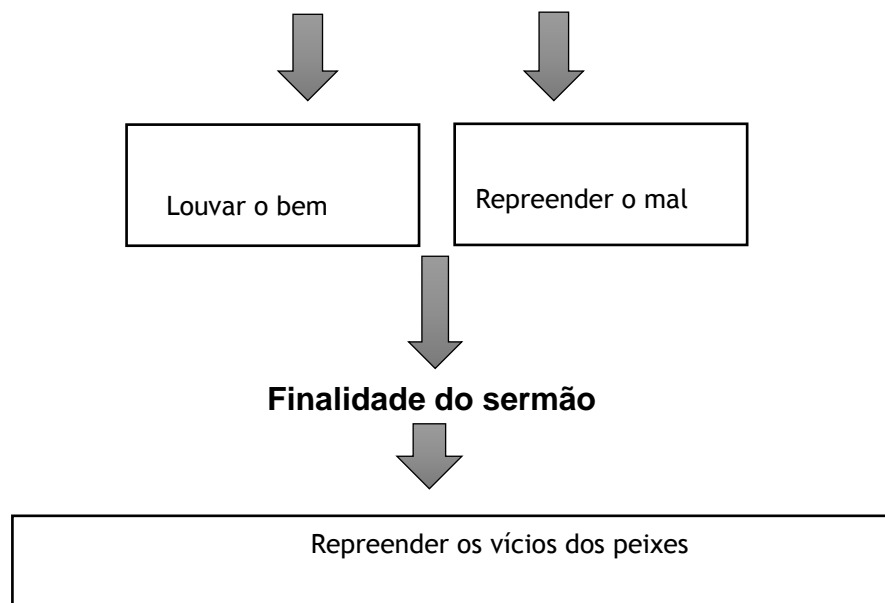 Louvar o bem
Repreender o mal
Finalidade do sermão
Repreender os vícios dos peixes